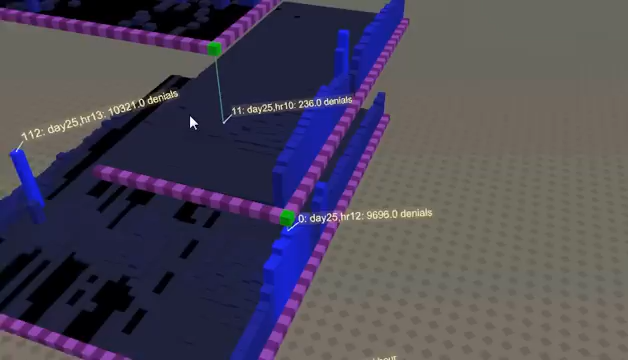 112: day25,hr13: 10321.0 denials
11: day25,hr10: 236.0 denials
0: day25,hr12: 9696.0 denials